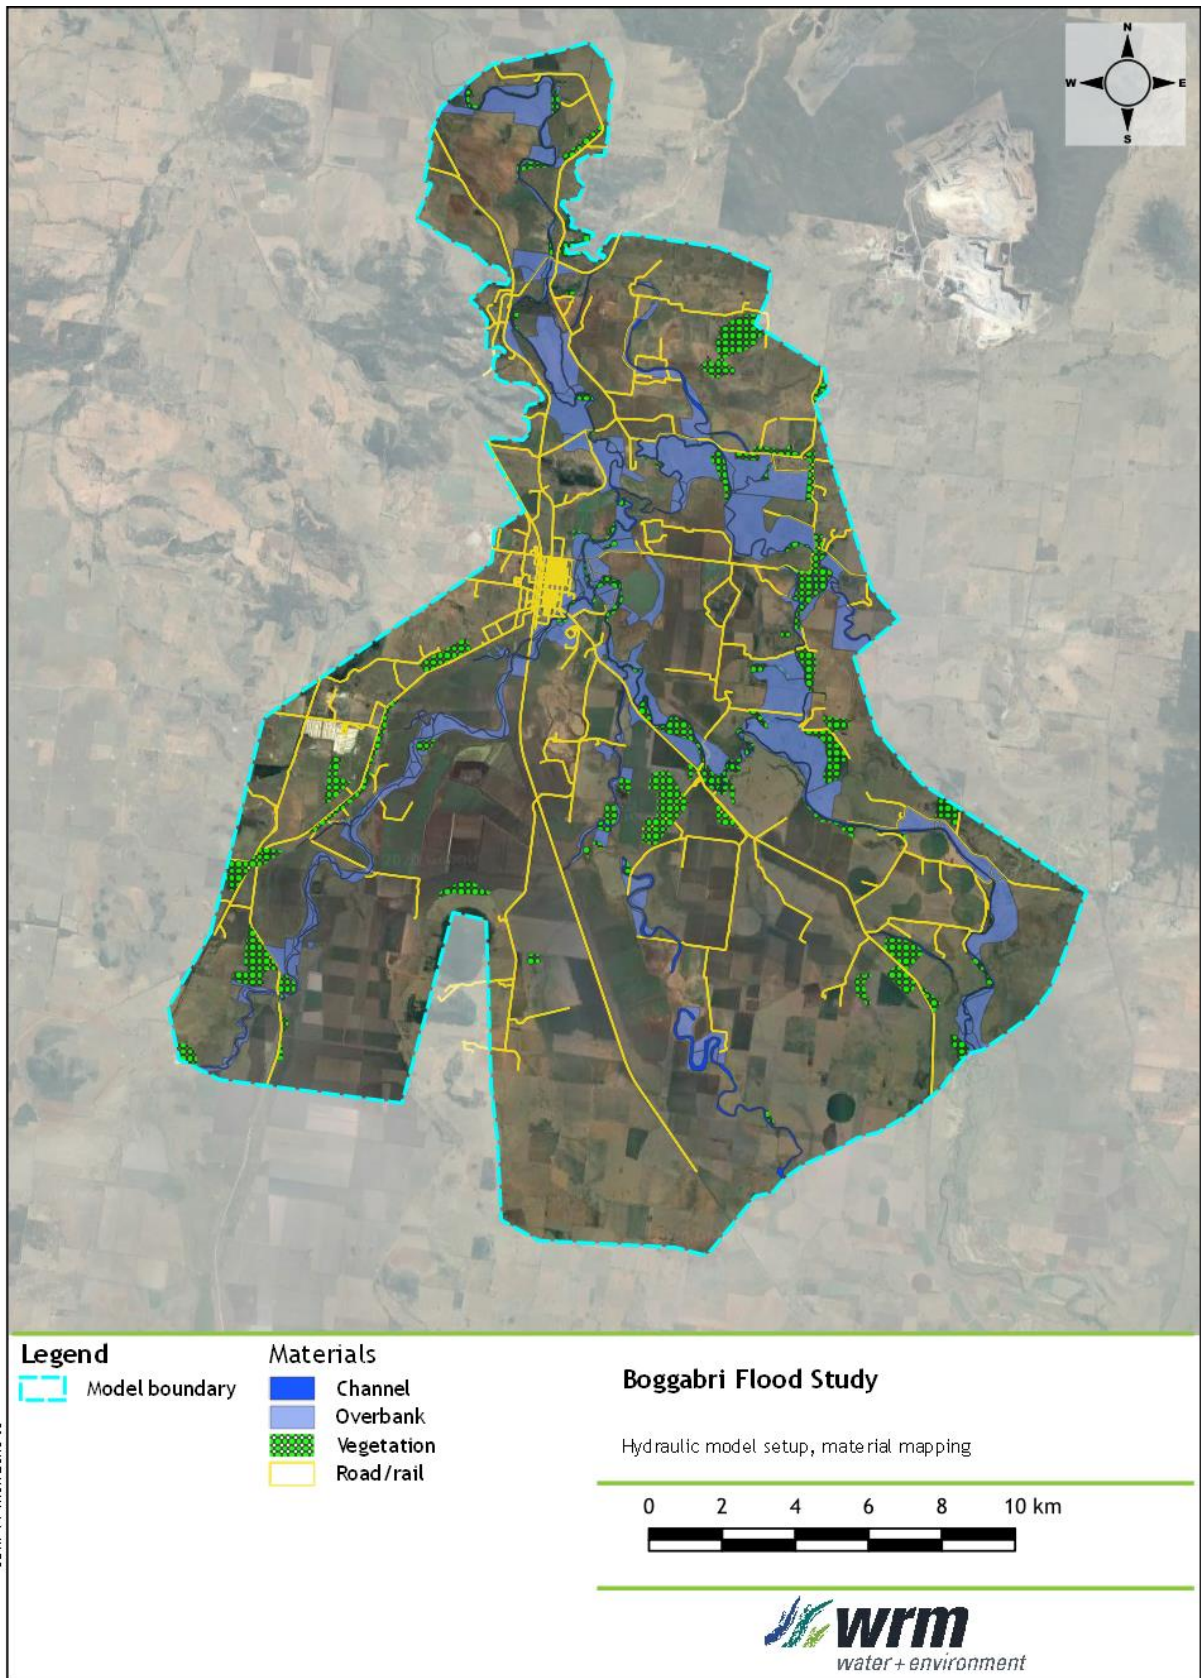 N
W E
S
Legend
Model boundary
Materials
Channel
Overbank
Vegetation
Road/rail
Boggabri Flood Study
Hydraulic model setup, material mapping
0 2 4 6 8 10 km
wrm
water + environment